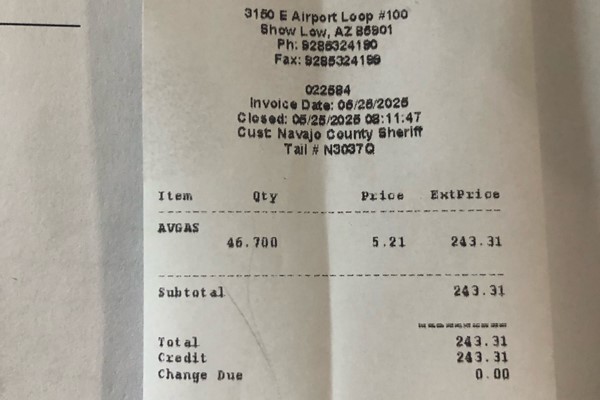 3150 E Airport Loop #100
Show Low, AZ 85901
Ph: 9285324190
Fax: 9285324199
022584
Invoice Date: 05/25/2025
Closed: 05/25/2025 08:11:47
Cust: Navajo County Sheriff
Tail # N3037Q
Item Qty Price ExtPrice
AVGAS
46.700 5.21 243.31
Subtotal 243.31
Total 243.31
Credit 243.31
Change Due 0.00